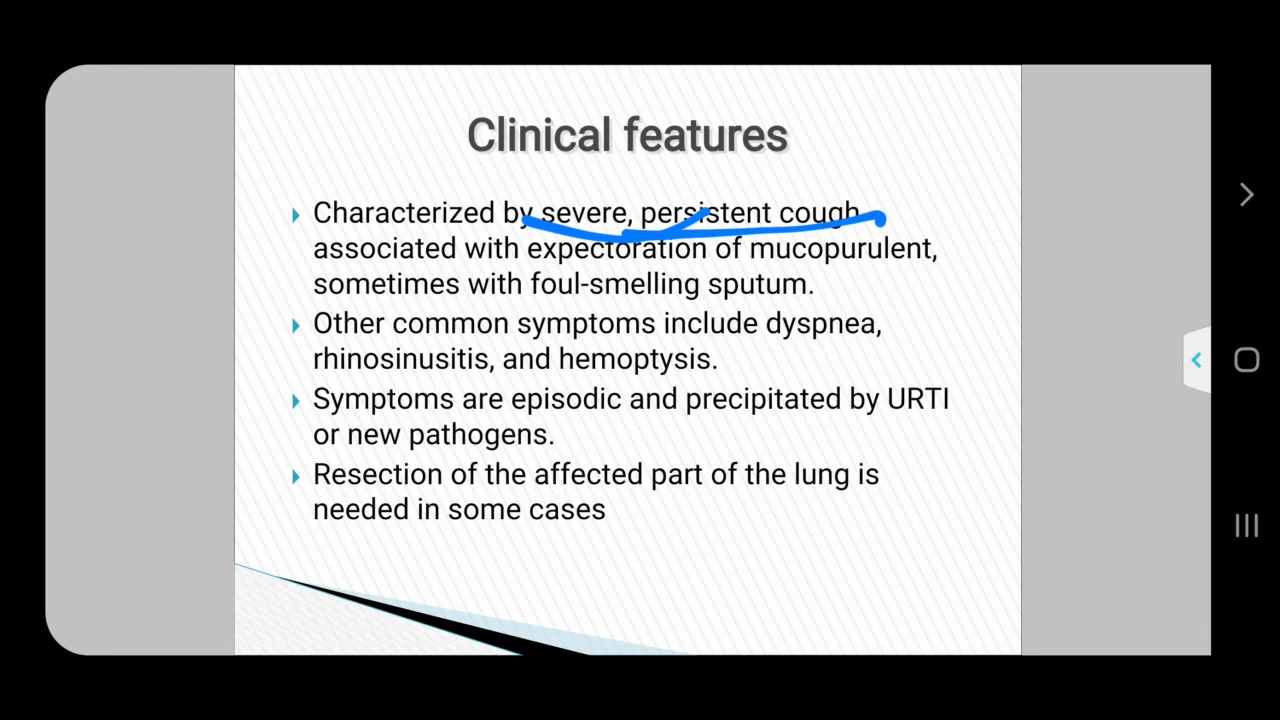 Clinical features
Characterized by severe, persistent cough
associated with expectoration of mucopurulent,
sometimes with foul-smelling sputum.
Other common symptoms include dyspnea,
rhinosinusitis, and hemoptysis.
Symptoms are episodic and precipitated by URTI
or new pathogens.
Resection of the affected part of the lung is
needed in some cases